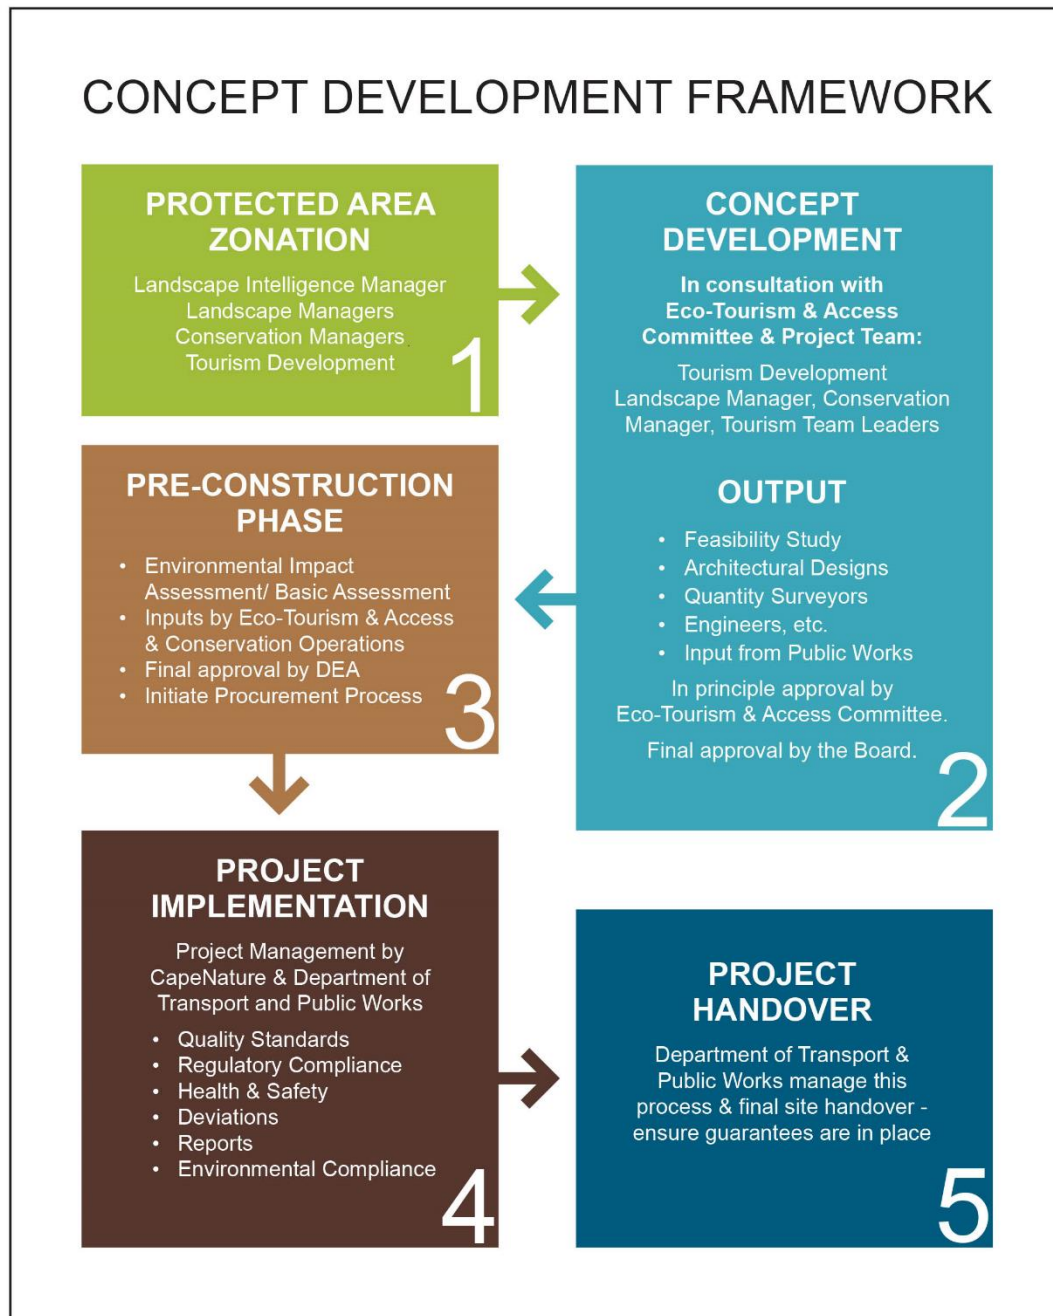 CONCEPT DEVELOPMENT FRAMEWORK
PROTECTED AREA
ZONATION
Landscape Intelligence Manager
Landscape Managers
Conservation Managers
Tourism Development
1
CONCEPT
DEVELOPMENT
In consultation with
Eco-Tourism & Access
Committee & Project Team:
Tourism Development
Landscape Manager, Conservation
Manager, Tourism Team Leaders
OUTPUT
• Feasibility Study
• Architectural Designs
• Quantity Surveyors
• Engineers, etc.
• Input from Public Works
In principle approval by
Eco-Tourism & Access Committee.
Final approval by the Board.
2
PRE-CONSTRUCTION
PHASE
• Environmental Impact
Assessment/ Basic Assessment
• Inputs by Eco-Tourism & Access
& Conservation Operations
• Final approval by DEA
• Initiate Procurement Process
3
PROJECT
IMPLEMENTATION
Project Management by
CapeNature & Department of
Transport and Public Works
• Quality Standards
• Regulatory Compliance
• Health & Safety
• Deviations
• Reports
• Environmental Compliance
4
PROJECT
HANDOVER
Department of Transport &
Public Works manage this
process & final site handover -
ensure guarantees are in place
5